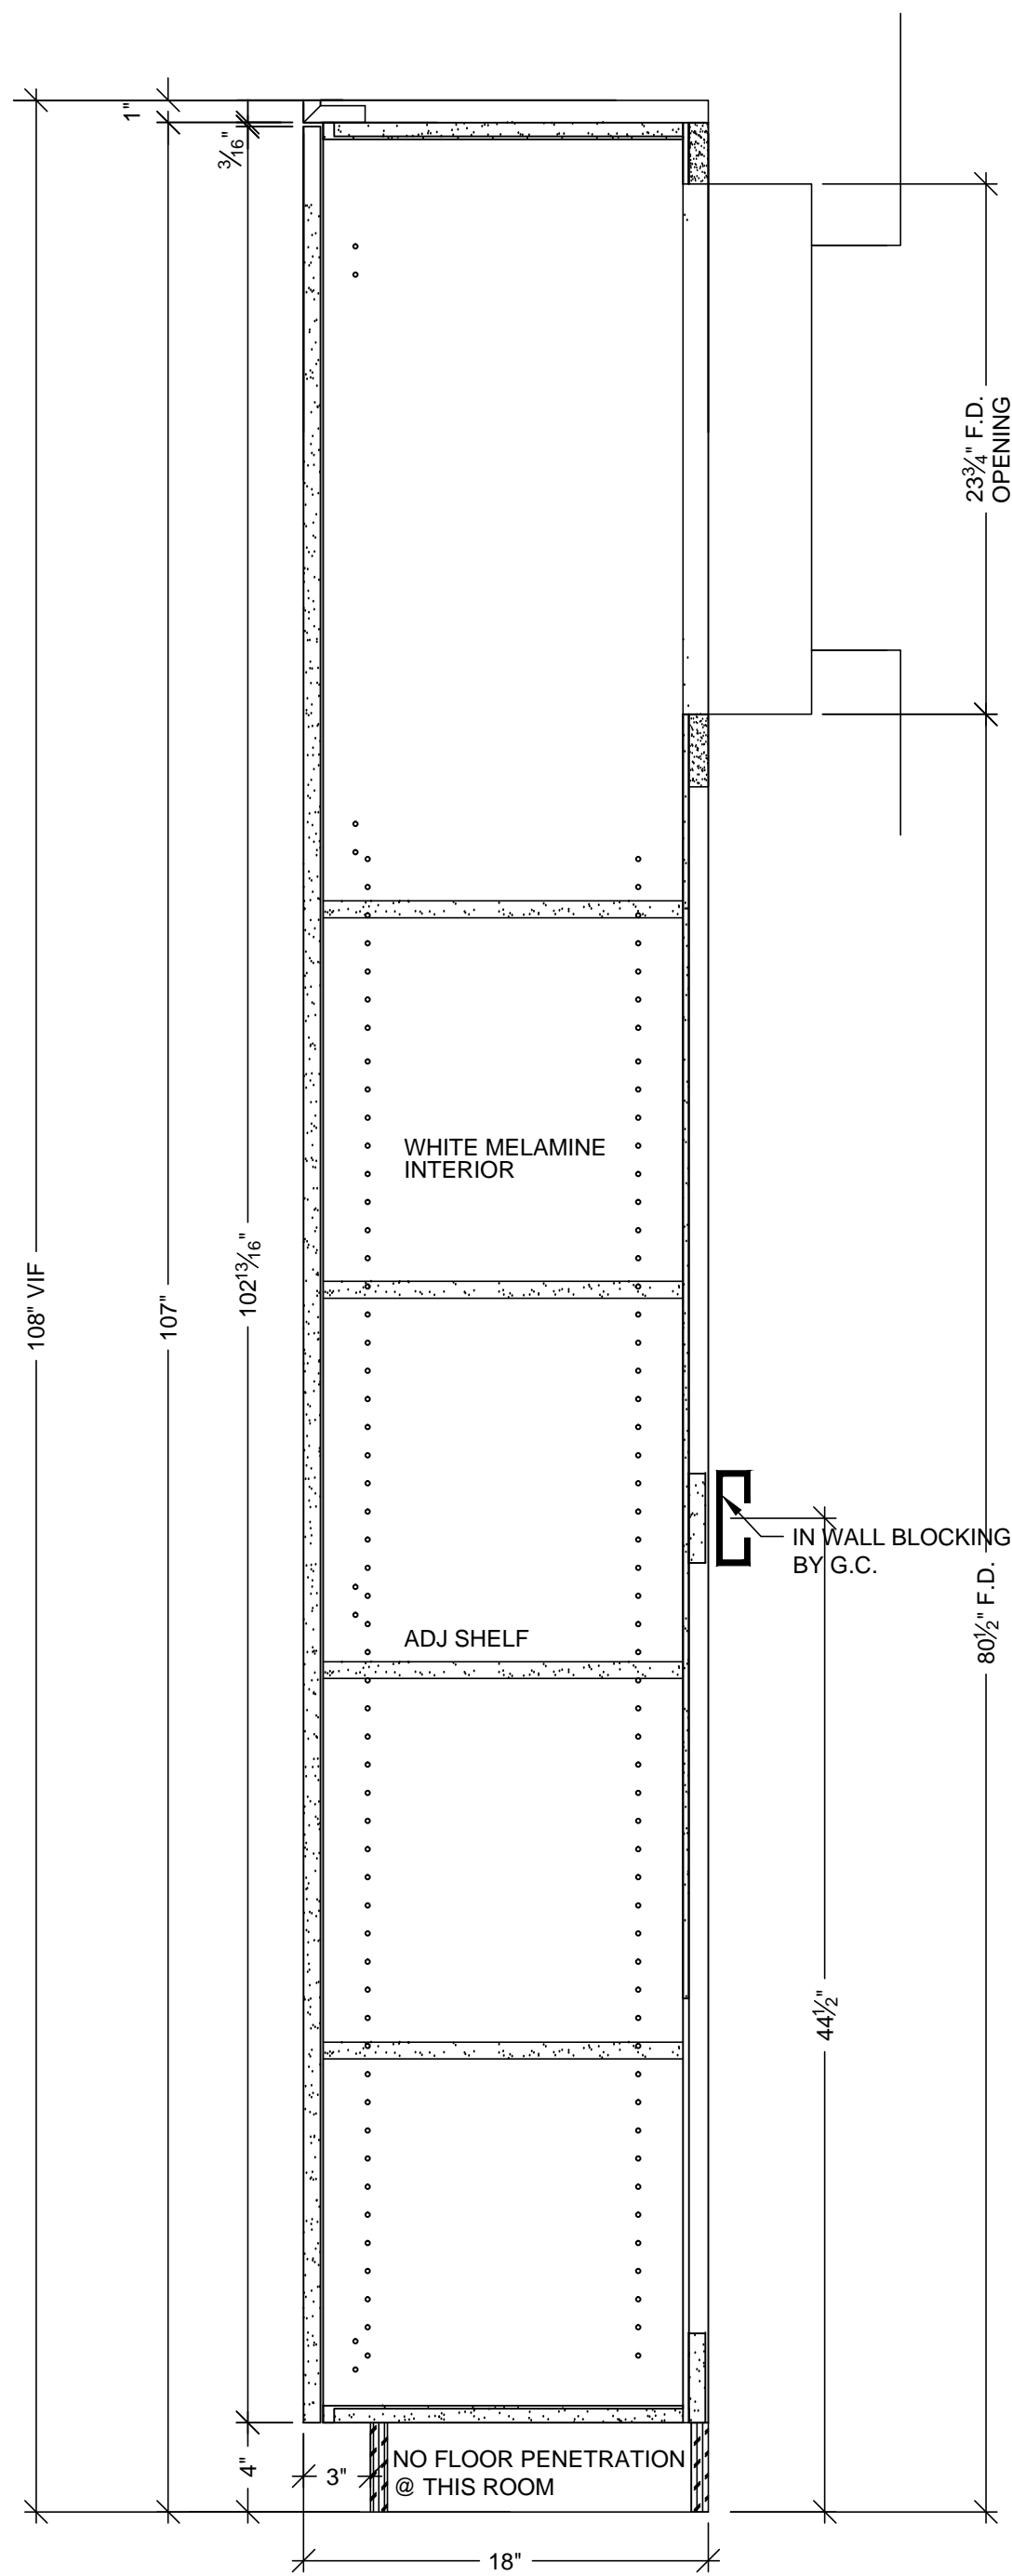 1"
3/16"
23 3/4" F.D.
OPENING
WHITE MELAMINE
INTERIOR
108" VIF
107"
102 13/16"
IN WALL BLOCKING
BY G.C.
80 1/2" F.D.
ADJ SHELF
44 1/2"
4"
3"
NO FLOOR PENETRATION
@ THIS ROOM
18"